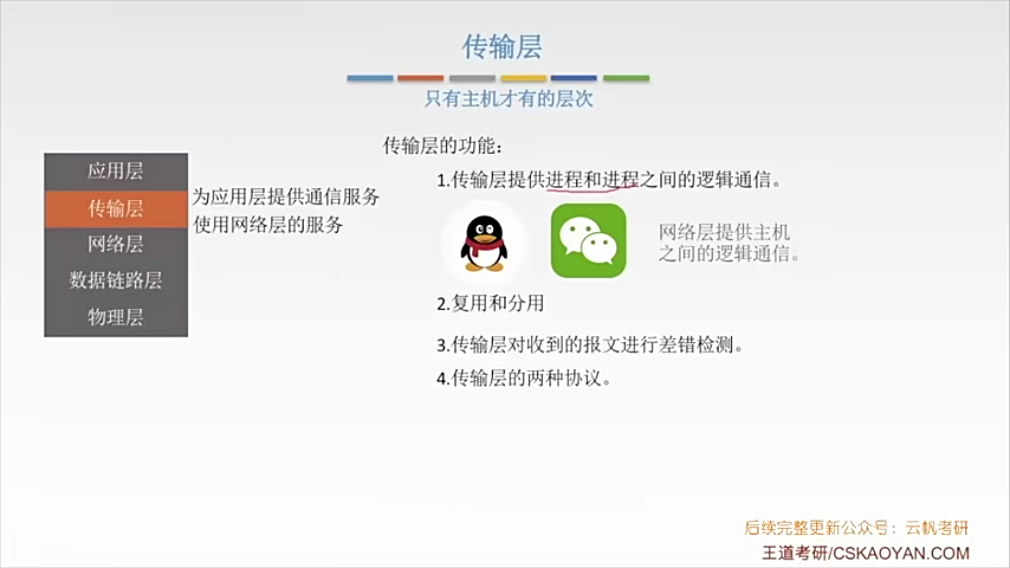 传输层
只有主机才有的层次
应用层
传输层
网络层
数据链路层
物理层
为应用层提供通信服务
使用网络层的服务
传输层的功能：
1.传输层提供进程和进程之间的逻辑通信。
网络层提供主机
之间的逻辑通信。
2.复用和分用
3.传输层对收到的报文进行差错检测。
4.传输层的两种协议。
后续完整更新公众号：云帆考研
王道考研/CSKAOYAN.COM